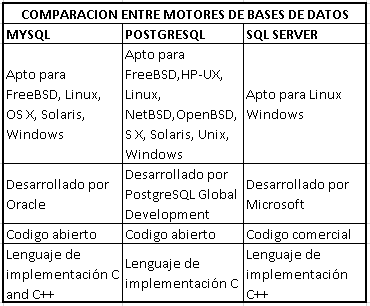 COMPARACION ENTRE MOTORES DE BASES DE DATOS
MYSQL POSTGRESQL SQL SERVER
Apto para
FreeBSD, Linux,
OS X, Solaris,
Windows
Apto para
FreeBSD,HP-UX,
Linux,
NetBSD,OpenBSD,
S X, Solaris, Unix,
Windows
Apto para Linux
Windows
Desarrollado por
Oracle
Desarrollado por
PostgreSQL Global
Development
Desarrollado por
Microsoft
Codigo abierto
Codigo abierto
Codigo comercial
Lenguaje de
implementación C
and C++
Lenguaje de
implementación C
Lenguaje de
implementación
C++